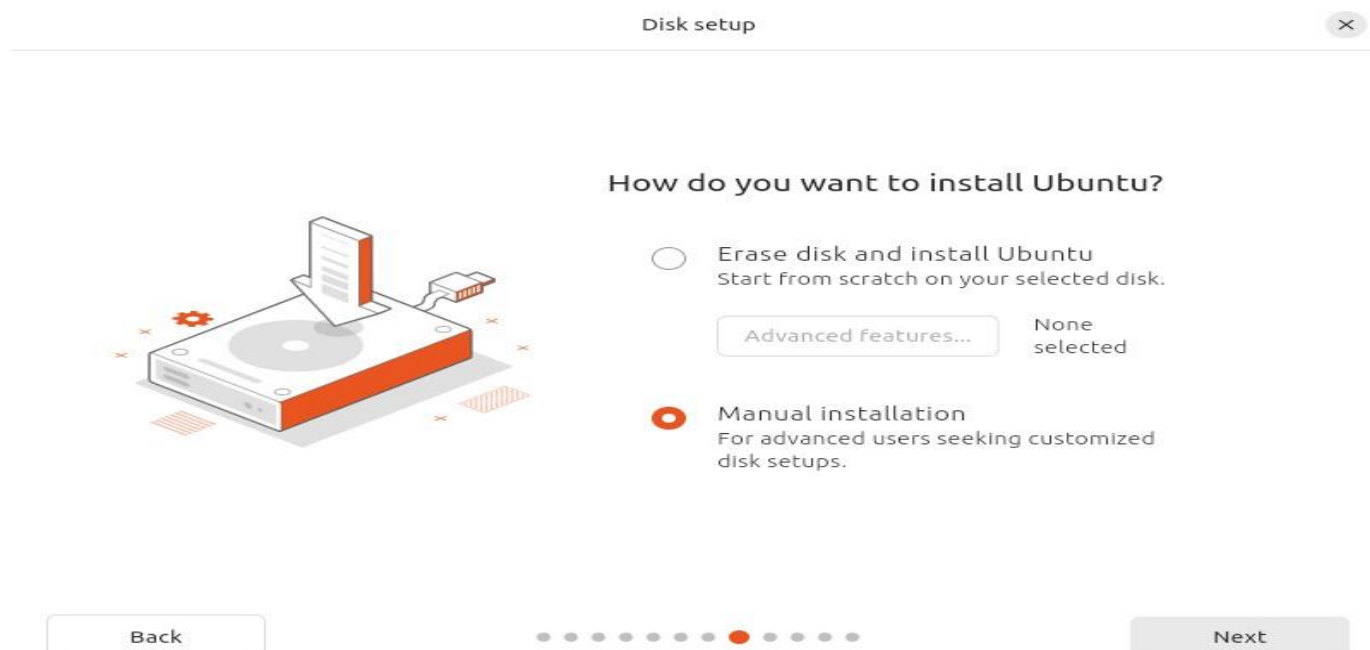 Disk setup
How do you want to install Ubuntu?
Erase disk and install Ubuntu
Start from scratch on your selected disk.
Advanced features...
None
selected
Manual installation
For advanced users seeking customized
disk setups.
Back
Next